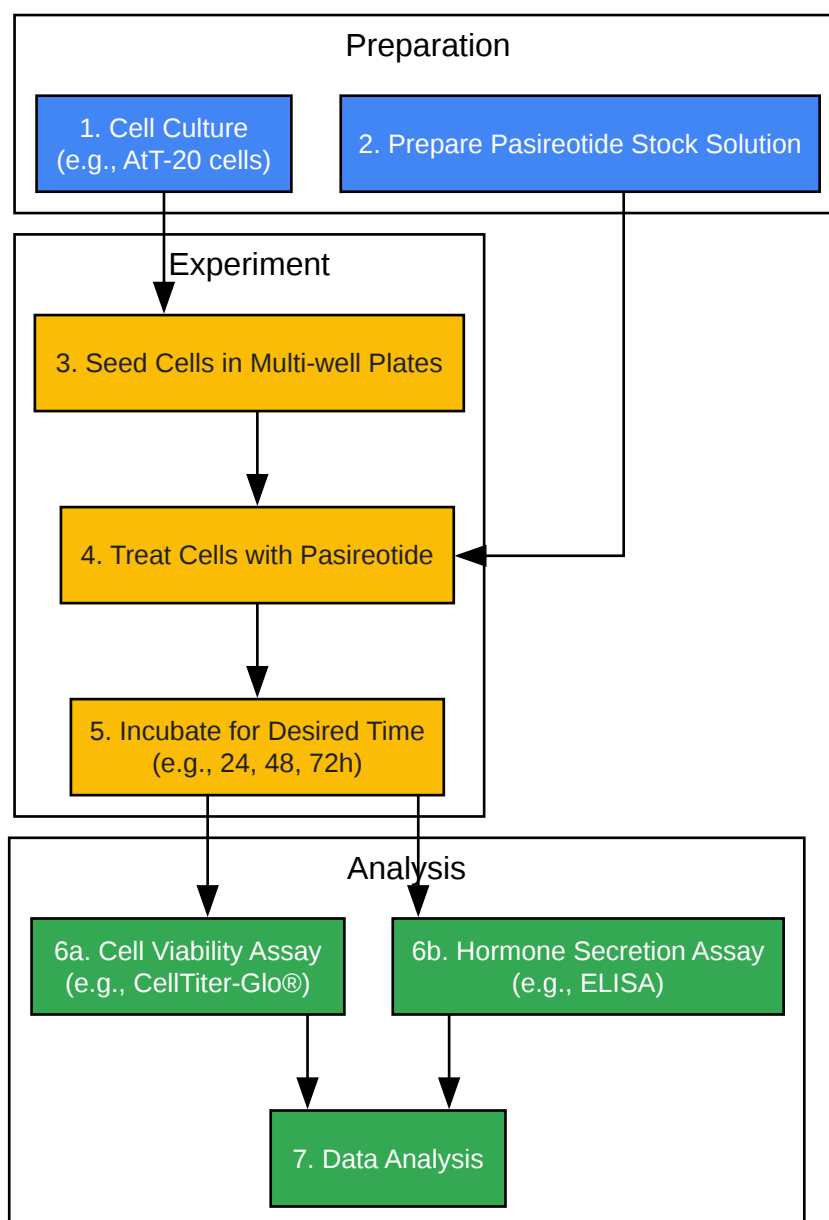 Preparation
1. Cell Culture
(e.g., AtT-20 cells)
2. Prepare Pasireotide Stock Solution
Experiment
3. Seed Cells in Multi-well Plates
4. Treat Cells with Pasireotide
5. Incubate for Desired Time
(e.g., 24, 48, 72h)
Analysis
6a. Cell Viability Assay
(e.g., CellTiter-Glo®)
6b. Hormone Secretion Assay
(e.g., ELISA)
7. Data Analysis